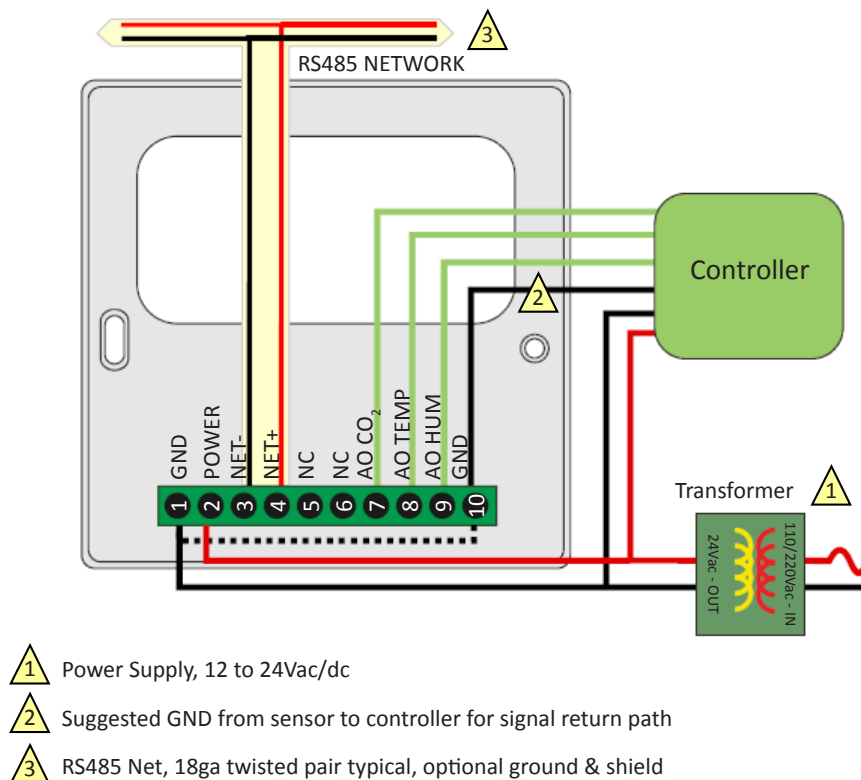 3
RS485 NETWORK
Controller
2
GND
POWER
NET-
NET+
NC
NC
AO CO₂
AO TEMP
AO HUM
GND
1 2 3 4 5 6 7 8 9 10
Transformer
1
24Vac - OUT
110/220Vac - IN
1 Power Supply, 12 to 24Vac/dc
2 Suggested GND from sensor to controller for signal return path
3 RS485 Net, 18ga twisted pair typical, optional ground & shield